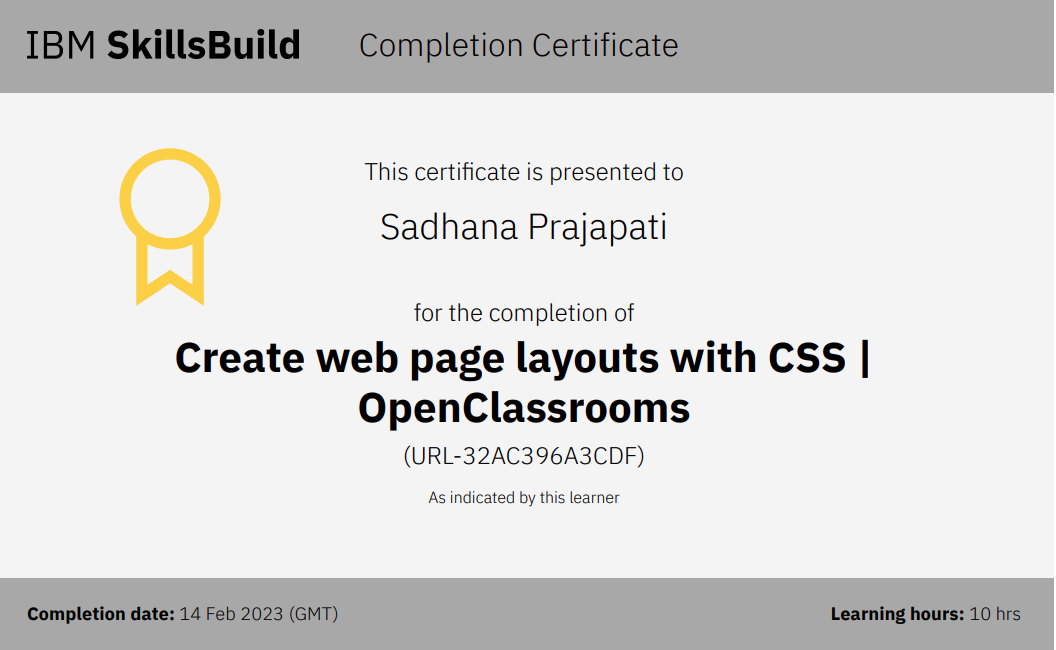 IBM SkillsBuild Completion Certificate
This certificate is presented to
Sadhana Prajapati
for the completion of
Create web page layouts with CSS |
OpenClassrooms
(URL-32AC396A3CDF)
As indicated by this learner
Completion date: 14 Feb 2023 (GMT) Learning hours: 10 hrs